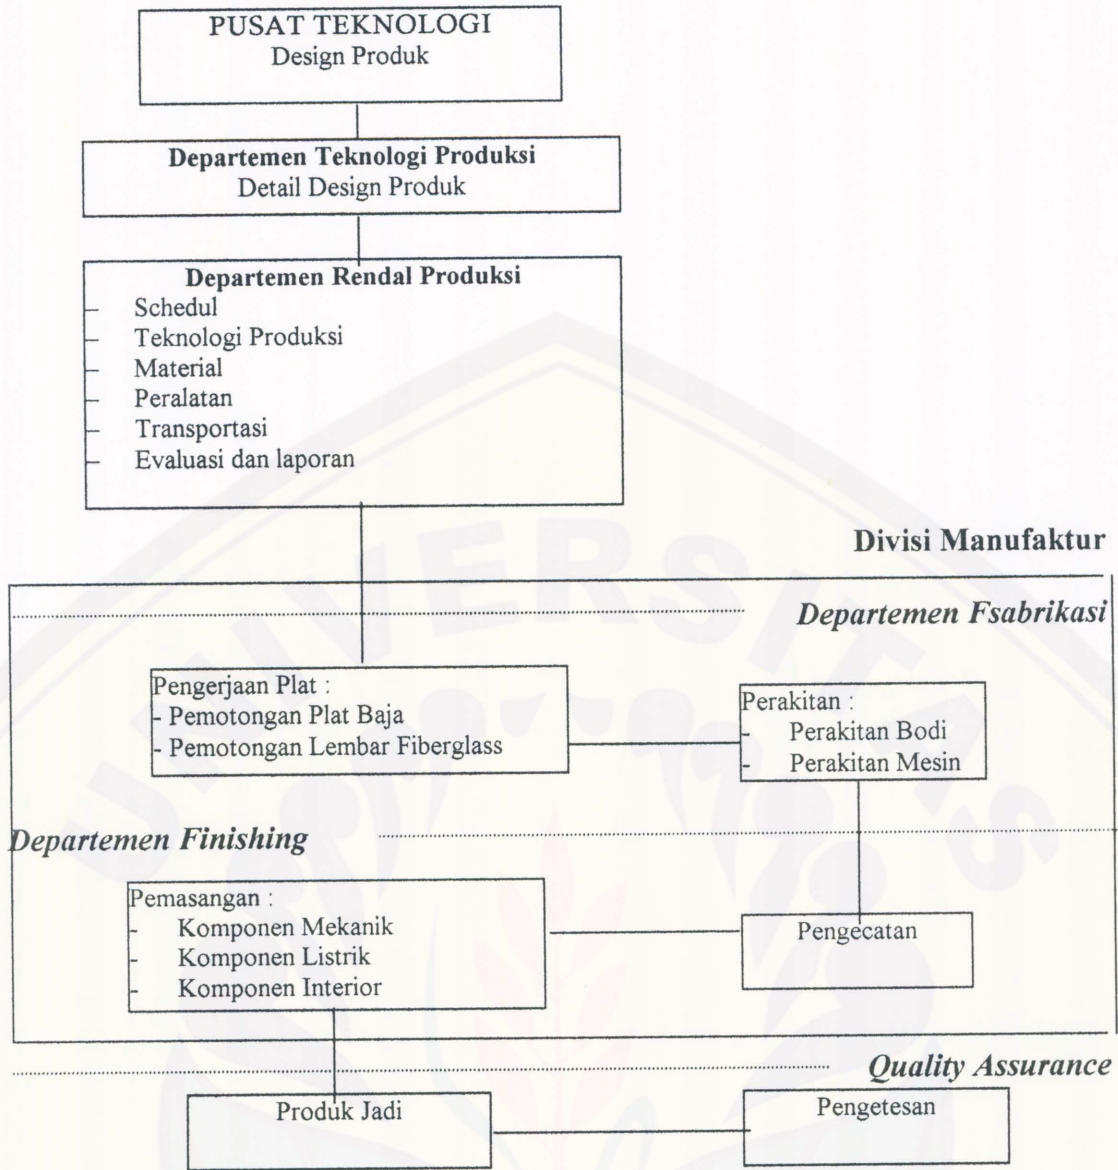 PUSAT TEKNOLOGI
Design Produk
Departemen Teknologi Produksi
Detail Design Produk
Departemen Rendal Produksi
- Schedul
- Teknologi Produksi
- Material
- Peralatan
- Transportasi
- Evaluasi dan laporan
Divisi Manufaktur
Departemen Fsabrikasi
Pengerjaan Plat :
- Pemotongan Plat Baja
- Pemotongan Lembar Fiberglass
Perakitan :
- Perakitan Bodi
- Perakitan Mesin
Departemen Finishing
Pemasangan :
- Komponen Mekanik
- Komponen Listrik
- Komponen Interior
Pengecatan
Quality Assurance
Produk Jadi
Pengetesan
UNIVERSITAS